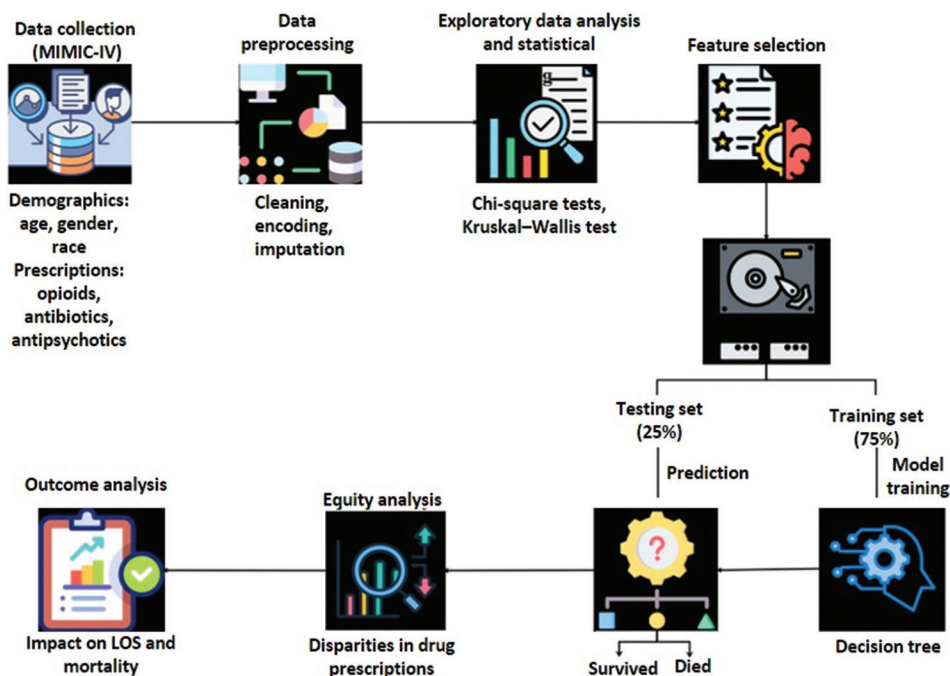 Data collection
(MIMIC-IV)
Data
preprocessing
Exploratory data analysis
and statistical
Feature selection
g
Demographics:
age, gender,
race
Prescriptions:
opioids,
antibiotics,
antipsychotics
Cleaning,
encoding,
imputation
Chi-square tests,
Kruskal–Wallis test
Testing set
(25%)
Training set
(75%)
Prediction
Model
training
Outcome analysis
Equity analysis
?
Impact on LOS and
mortality
Disparities in drug
prescriptions
Survived
Died
Decision tree